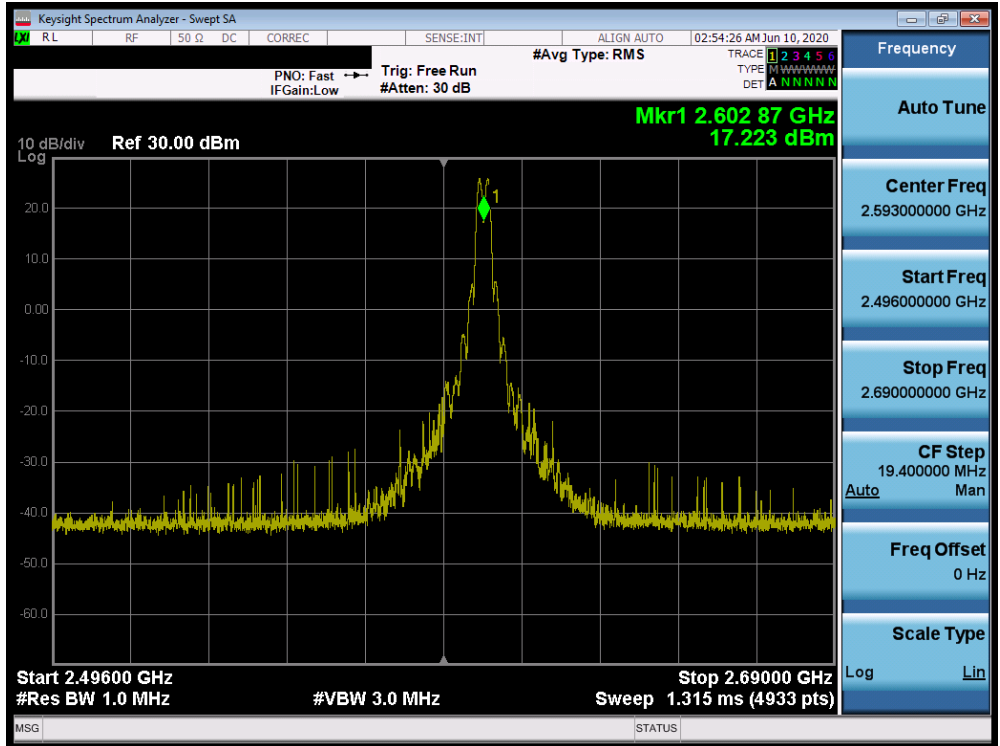 Keysight Spectrum Analyzer - Swept SA
LXI RL RF 50 Ω DC CORREC SENSE:INT ALIGN AUTO 02:54:26 AM Jun 10, 2020
#Avg Type: RMS TRACE 1 2 3 4 5 6
PNO: Fast Trig: Free Run TYPE M WWWWW
IFGain:Low #Atten: 30 dB DET A N N N N N
Mkr1 2.602 87 GHz
17.223 dBm
10 dB/div Ref 30.00 dBm
Log
1
20.0
10.0
0.00
-10.0
-20.0
-30.0
-40.0
-50.0
-60.0
Start 2.49600 GHz Stop 2.69000 GHz
#Res BW 1.0 MHz #VBW 3.0 MHz Sweep 1.315 ms (4933 pts)
MSG STATUS
Frequency
Auto Tune
Center Freq
2.593000000 GHz
Start Freq
2.496000000 GHz
Stop Freq
2.690000000 GHz
CF Step
19.400000 MHz
Auto Man
Freq Offset
0 Hz
Scale Type
Log Lin